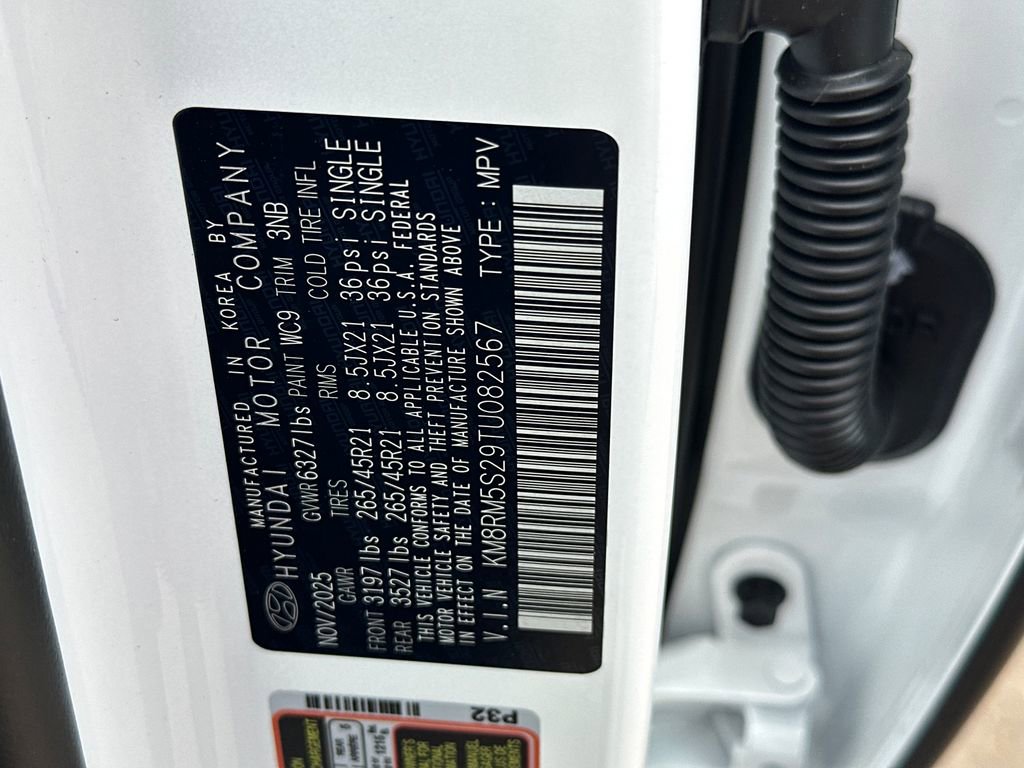 MANUFACTURED IN KOREA BY
HYUNDAI MOTOR COMPANY
NOV/2025 GVWR6327lbs PAINT WC9 TRIM 3NB
GAWR TIRES RIMS COLD TIRE INFL
FRONT 3197 lbs 265/45R21 8.5JX21 36psi SINGLE
REAR 3527 lbs 265/45R21 8.5JX21 36psi SINGLE
THIS VEHICLE CONFORMS TO ALL APPLICABLE U.S.A. FEDERAL
MOTOR VEHICLE SAFETY AND THEFT PREVENTION STANDARDS
IN EFFECT ON THE DATE OF MANUFACTURE SHOWN ABOVE
V.I.N KM8RM5S29TU082567 TYPE : MPV
P32
REAR